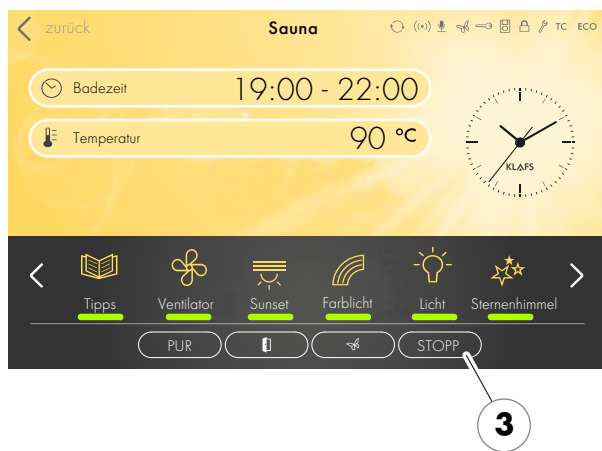 zurück Sauna TC ECO
Badezeit 19:00 - 22:00
Temperatur 90 °C
KLAFS
Tipps Ventilator Sunset Farblicht Licht Sternenhimmel
PUR STOPP
3